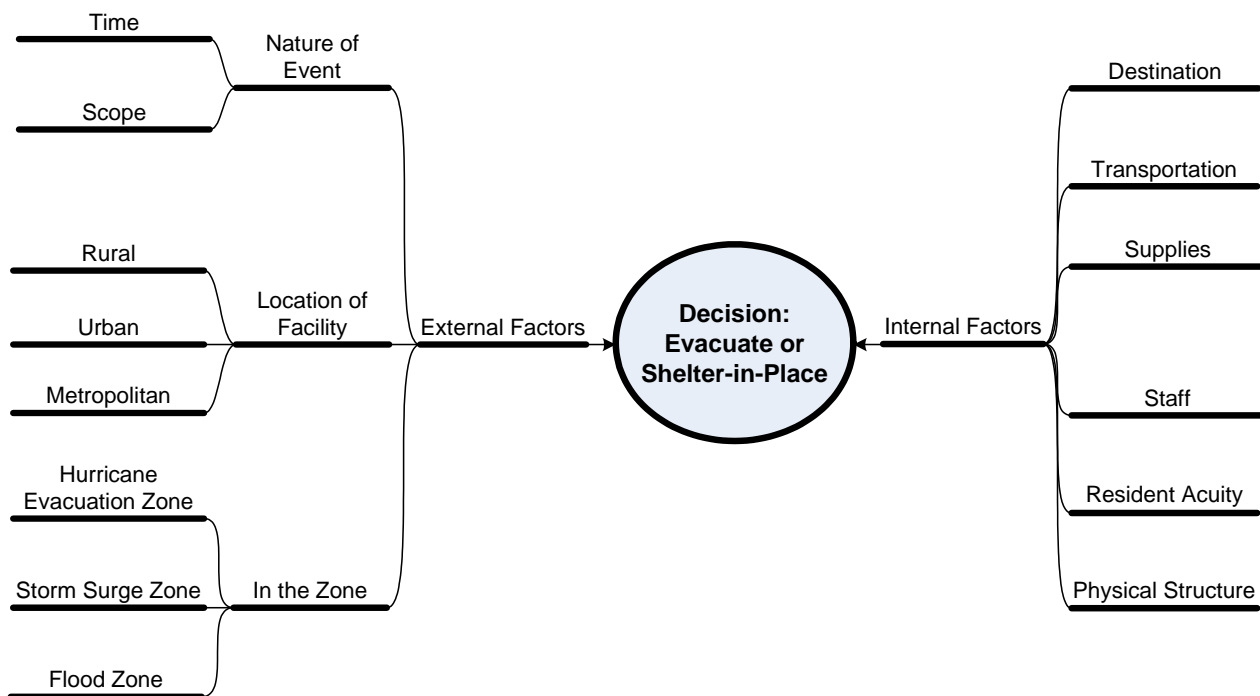 Time
Scope
Nature of
Event
Rural
Urban
Metropolitan
Location of
Facility
Hurricane
Evacuation Zone
Storm Surge Zone
Flood Zone
In the Zone
External Factors
Decision:
Evacuate or
Shelter-in-Place
Internal Factors
Destination
Transportation
Supplies
Staff
Resident Acuity
Physical Structure